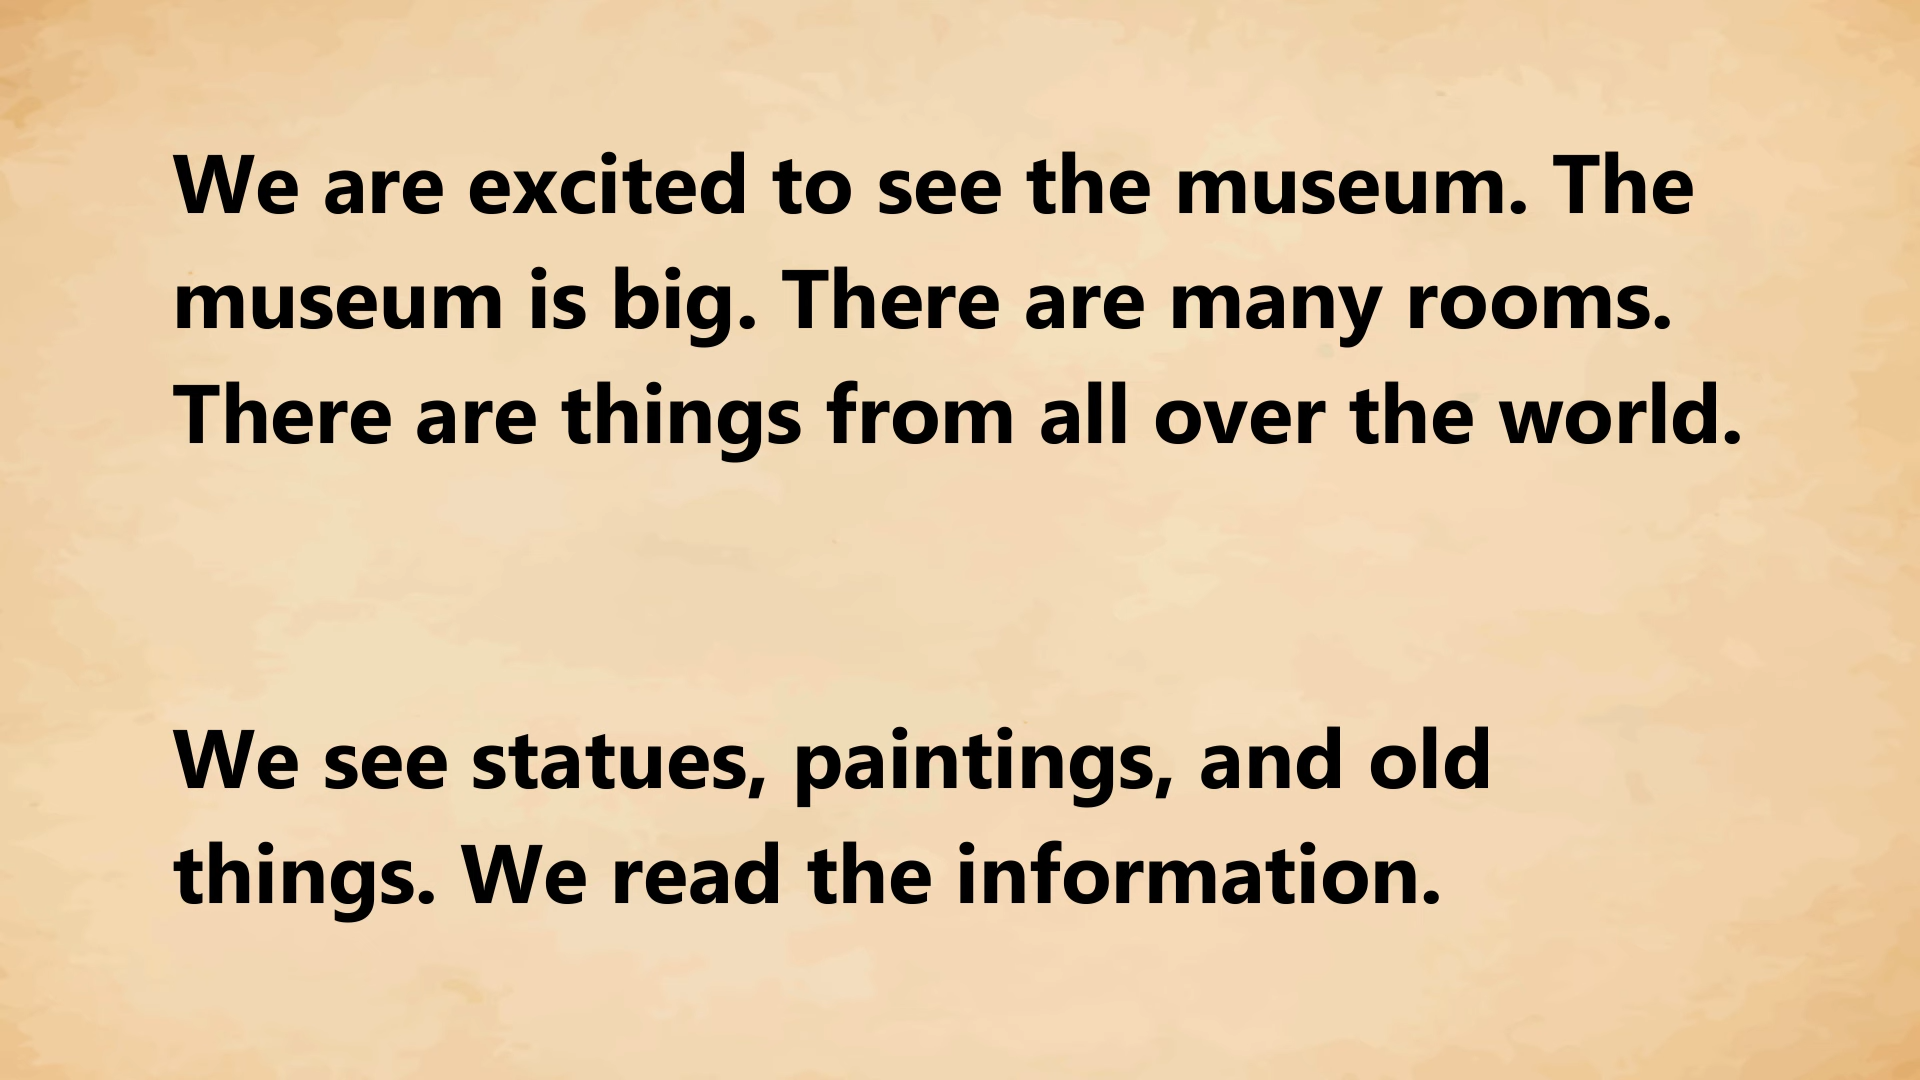 We are excited to see the museum. The
museum is big. There are many rooms.
There are things from all over the world.
We see statues, paintings, and old
things. We read the information.